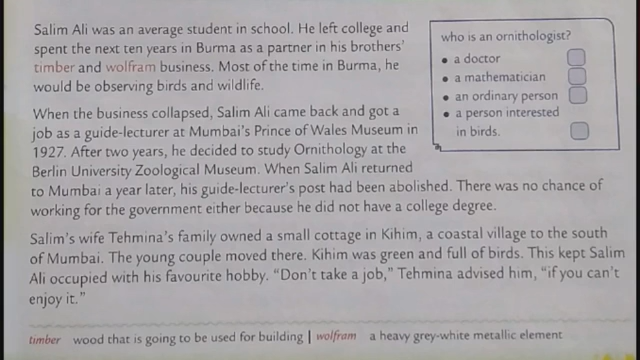 Salim Ali was an average student in school. He left college and
spent the next ten years in Burma as a partner in his brothers'
timber and wolfram business. Most of the time in Burma, he
would be observing birds and wildlife.
When the business collapsed, Salim Ali came back and got a
job as a guide-lecturer at Mumbai's Prince of Wales Museum in
1927. After two years, he decided to study Ornithology at the
Berlin University Zoological Museum. When Salim Ali returned
to Mumbai a year later, his guide-lecturer's post had been abolished. There was no chance of
working for the government either because he did not have a college degree.
Salim's wife Tehmina's family owned a small cottage in Kihim, a coastal village to the south
of Mumbai. The young couple moved there. Kihim was green and full of birds. This kept Salim
Ali occupied with his favourite hobby. "Don't take a job," Tehmina advised him, "if you can't
enjoy it."
who is an ornithologist?
• a doctor
• a mathematician
• an ordinary person
• a person interested
in birds.
timber wood that is going to be used for building | wolfram a heavy grey-white metallic element